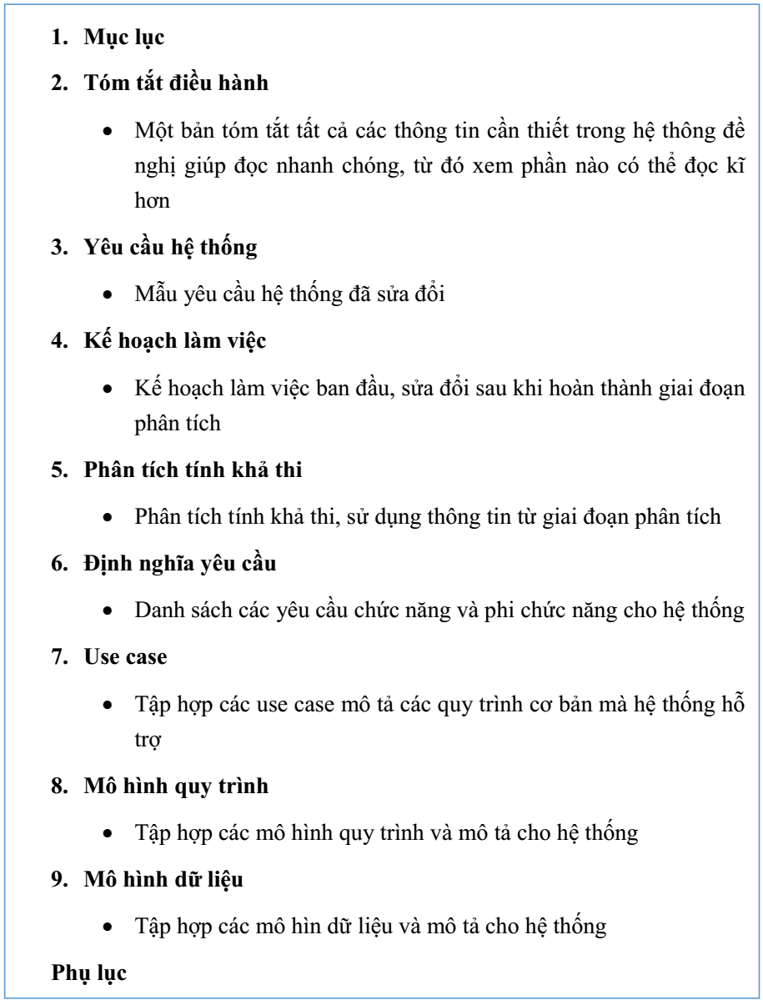 1. Mục lục
2. Tóm tắt điều hành
• Một bản tóm tắt tất cả các thông tin cần thiết trong hệ thông đề
nghị giúp đọc nhanh chóng, từ đó xem phần nào có thể đọc kĩ
hơn
3. Yêu cầu hệ thống
• Mẫu yêu cầu hệ thống đã sửa đổi
4. Kế hoạch làm việc
• Kế hoạch làm việc ban đầu, sửa đổi sau khi hoàn thành giai đoạn
phân tích
5. Phân tích tính khả thi
• Phân tích tính khả thi, sử dụng thông tin từ giai đoạn phân tích
6. Định nghĩa yêu cầu
• Danh sách các yêu cầu chức năng và phi chức năng cho hệ thống
7. Use case
• Tập hợp các use case mô tả các quy trình cơ bản mà hệ thống hỗ
trợ
8. Mô hình quy trình
• Tập hợp các mô hình quy trình và mô tả cho hệ thống
9. Mô hình dữ liệu
• Tập hợp các mô hìn dữ liệu và mô tả cho hệ thống
Phụ lục